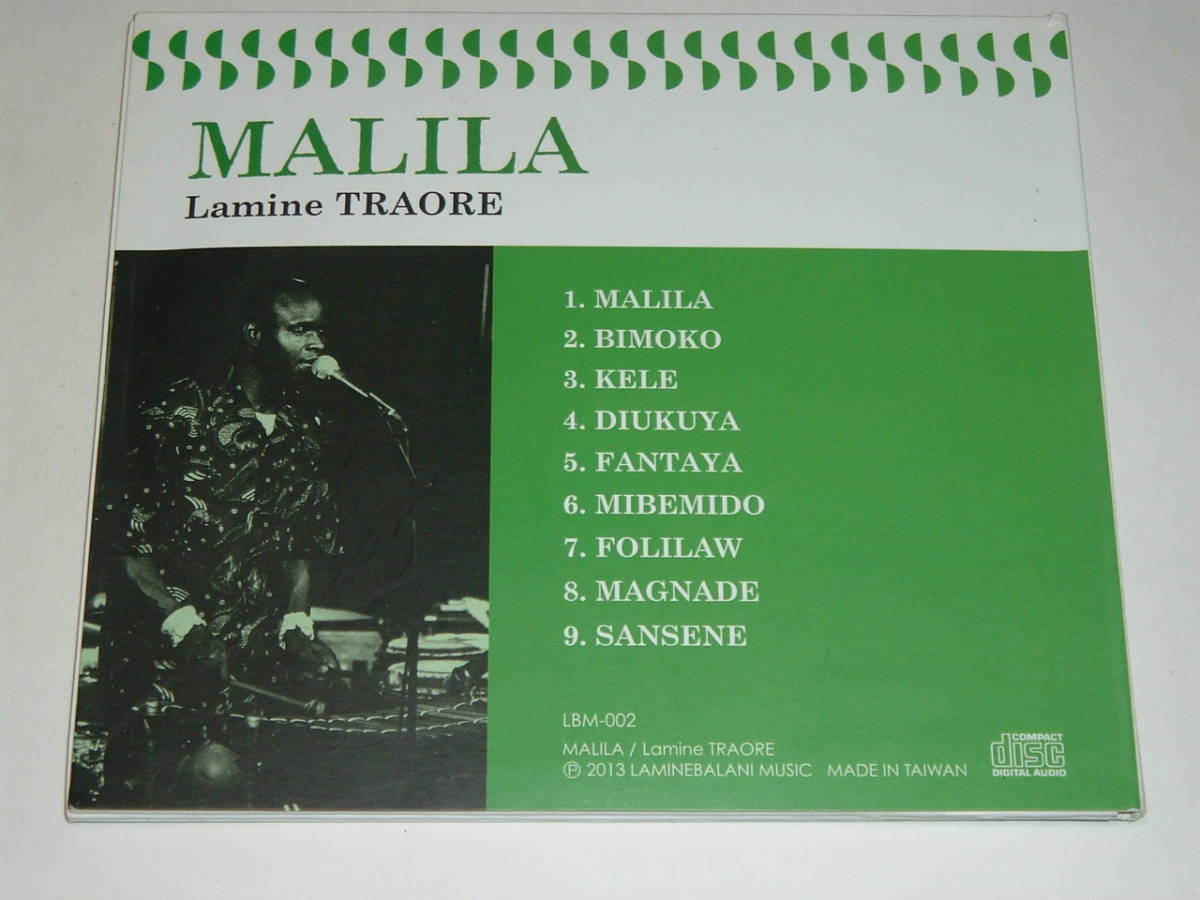 MALILA
Lamine TRAORE
1. MALILA
2. BIMOKO
3. KELE
4. DIUKUYA
5. FANTAYA
6. MIBEMIDO
7. FOLILAW
8. MAGNADE
9. SANSENE
LBM-002
MALILA / Lamine TRAORE
℗ 2013 LAMINEBALANI MUSIC MADE IN TAIWAN
COMPACT
disc
DIGITAL AUDIO